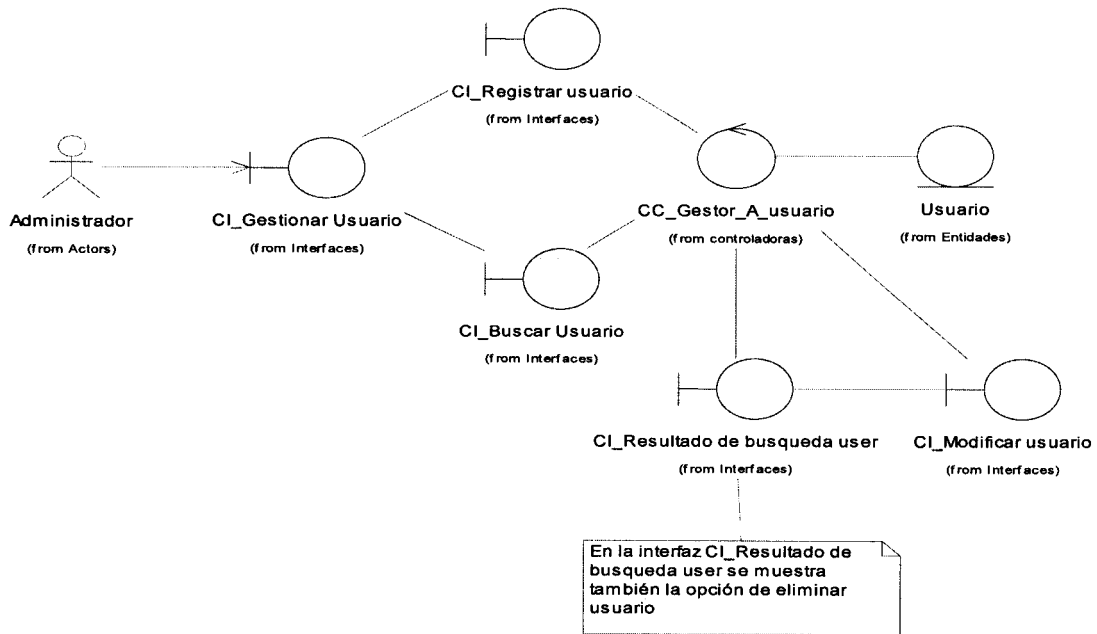 CI_Registrar usuario
(from Interfaces)
Administrador
(from Actors)
CI_Gestionar Usuario
(from Interfaces)
CC_Gestor_A_usuario
(from controladoras)
Usuario
(from Entidades)
CI_Buscar Usuario
(from Interfaces)
CI_Resultado de busqueda user
(from Interfaces)
CI_Modificar usuario
(from Interfaces)
En la interfaz CI_Resultado de
busqueda user se muestra
también la opción de eliminar
usuario